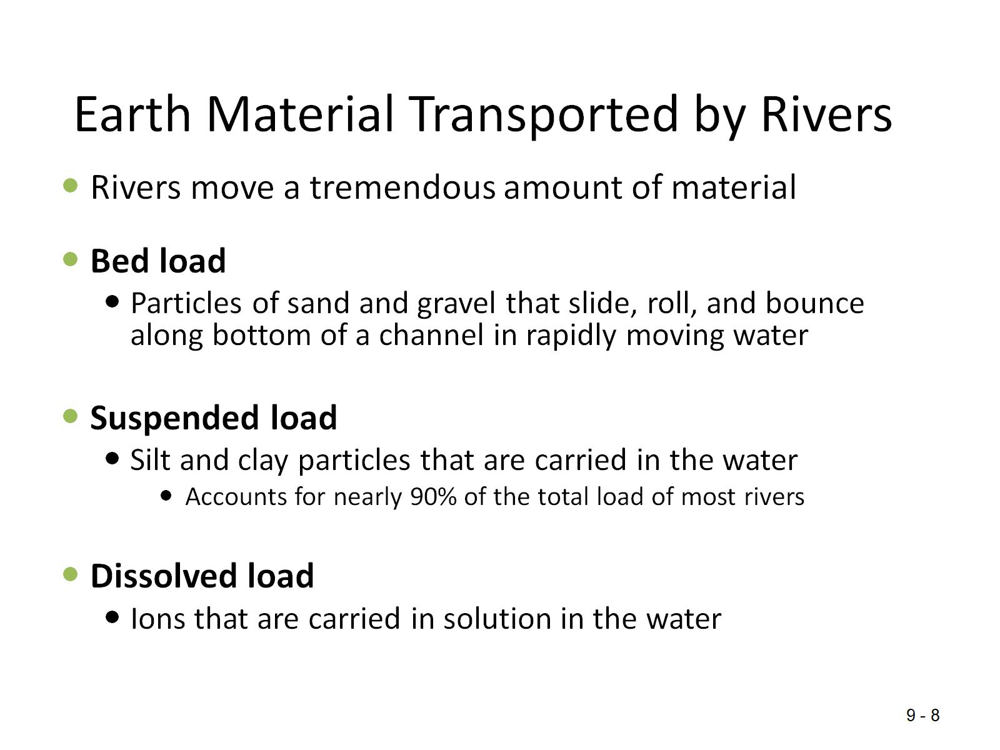 Earth Material Transported by Rivers
• Rivers move a tremendous amount of material
• Bed load
• Particles of sand and gravel that slide, roll, and bounce
along bottom of a channel in rapidly moving water
• Suspended load
• Silt and clay particles that are carried in the water
• Accounts for nearly 90% of the total load of most rivers
• Dissolved load
• Ions that are carried in solution in the water
9 - 8